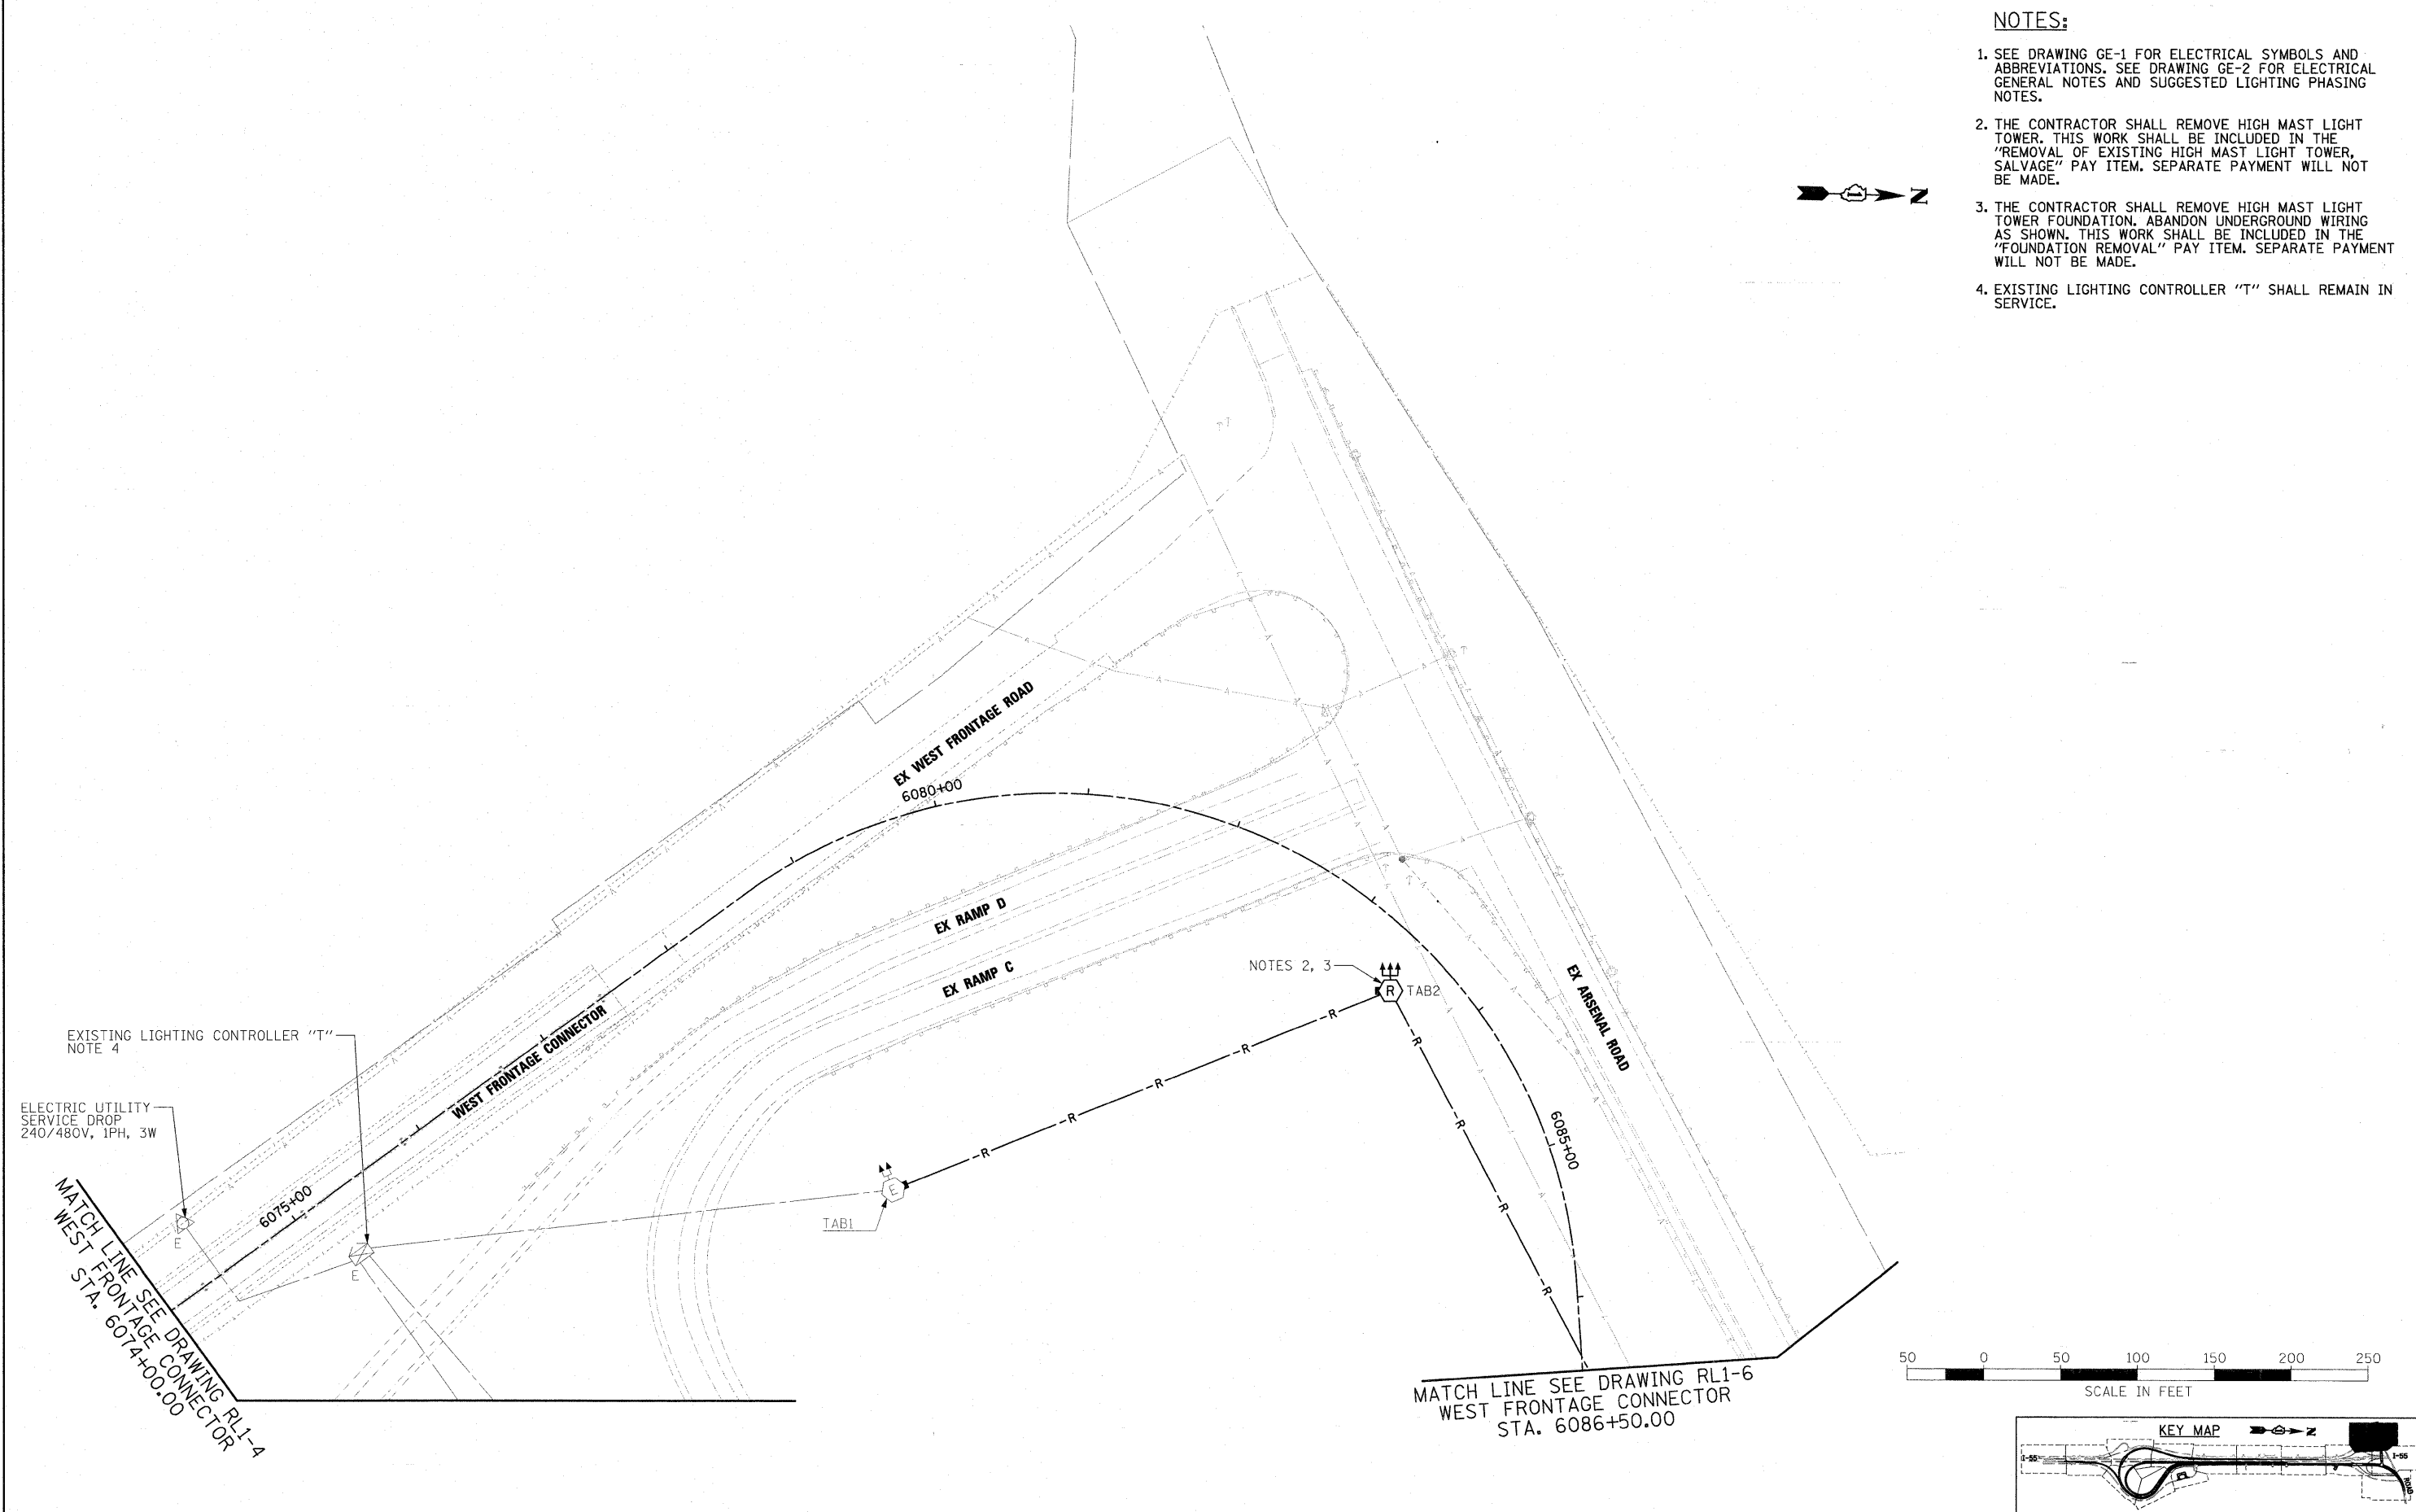 NOTES:
1. SEE DRAWING GE-1 FOR ELECTRICAL SYMBOLS AND
ABBREVIATIONS. SEE DRAWING GE-2 FOR ELECTRICAL
GENERAL NOTES AND SUGGESTED LIGHTING PHASING
NOTES.
2. THE CONTRACTOR SHALL REMOVE HIGH MAST LIGHT
TOWER. THIS WORK SHALL BE INCLUDED IN THE
"REMOVAL OF EXISTING HIGH MAST LIGHT TOWER,
SALVAGE" PAY ITEM. SEPARATE PAYMENT WILL NOT
BE MADE.
3. THE CONTRACTOR SHALL REMOVE HIGH MAST LIGHT
TOWER FOUNDATION. ABANDON UNDERGROUND WIRING
AS SHOWN. THIS WORK SHALL BE INCLUDED IN THE
"FOUNDATION REMOVAL" PAY ITEM. SEPARATE PAYMENT
WILL NOT BE MADE.
4. EXISTING LIGHTING CONTROLLER "T" SHALL REMAIN IN
SERVICE.
N
EX WEST FRONTAGE ROAD
6080+00
EX RAMP D
EX RAMP C
NOTES 2, 3
R
TAB2
EX ARSENAL ROAD
WEST FRONTAGE CONNECTOR
EXISTING LIGHTING CONTROLLER "T"
NOTE 4
ELECTRIC UTILITY
SERVICE DROP
240/480V, 1PH, 3W
6075+00
E
E
E
TAB1
R
R
R
R
R
R
R
R
R
6085+00
MATCH LINE SEE DRAWING RL1-4
WEST FRONTAGE CONNECTOR
STA. 6074+00.00
MATCH LINE SEE DRAWING RL1-6
WEST FRONTAGE CONNECTOR
STA. 6086+50.00
50 0 50 100 150 200 250
SCALE IN FEET
KEY MAP
N
I-55
I-55
ROAD